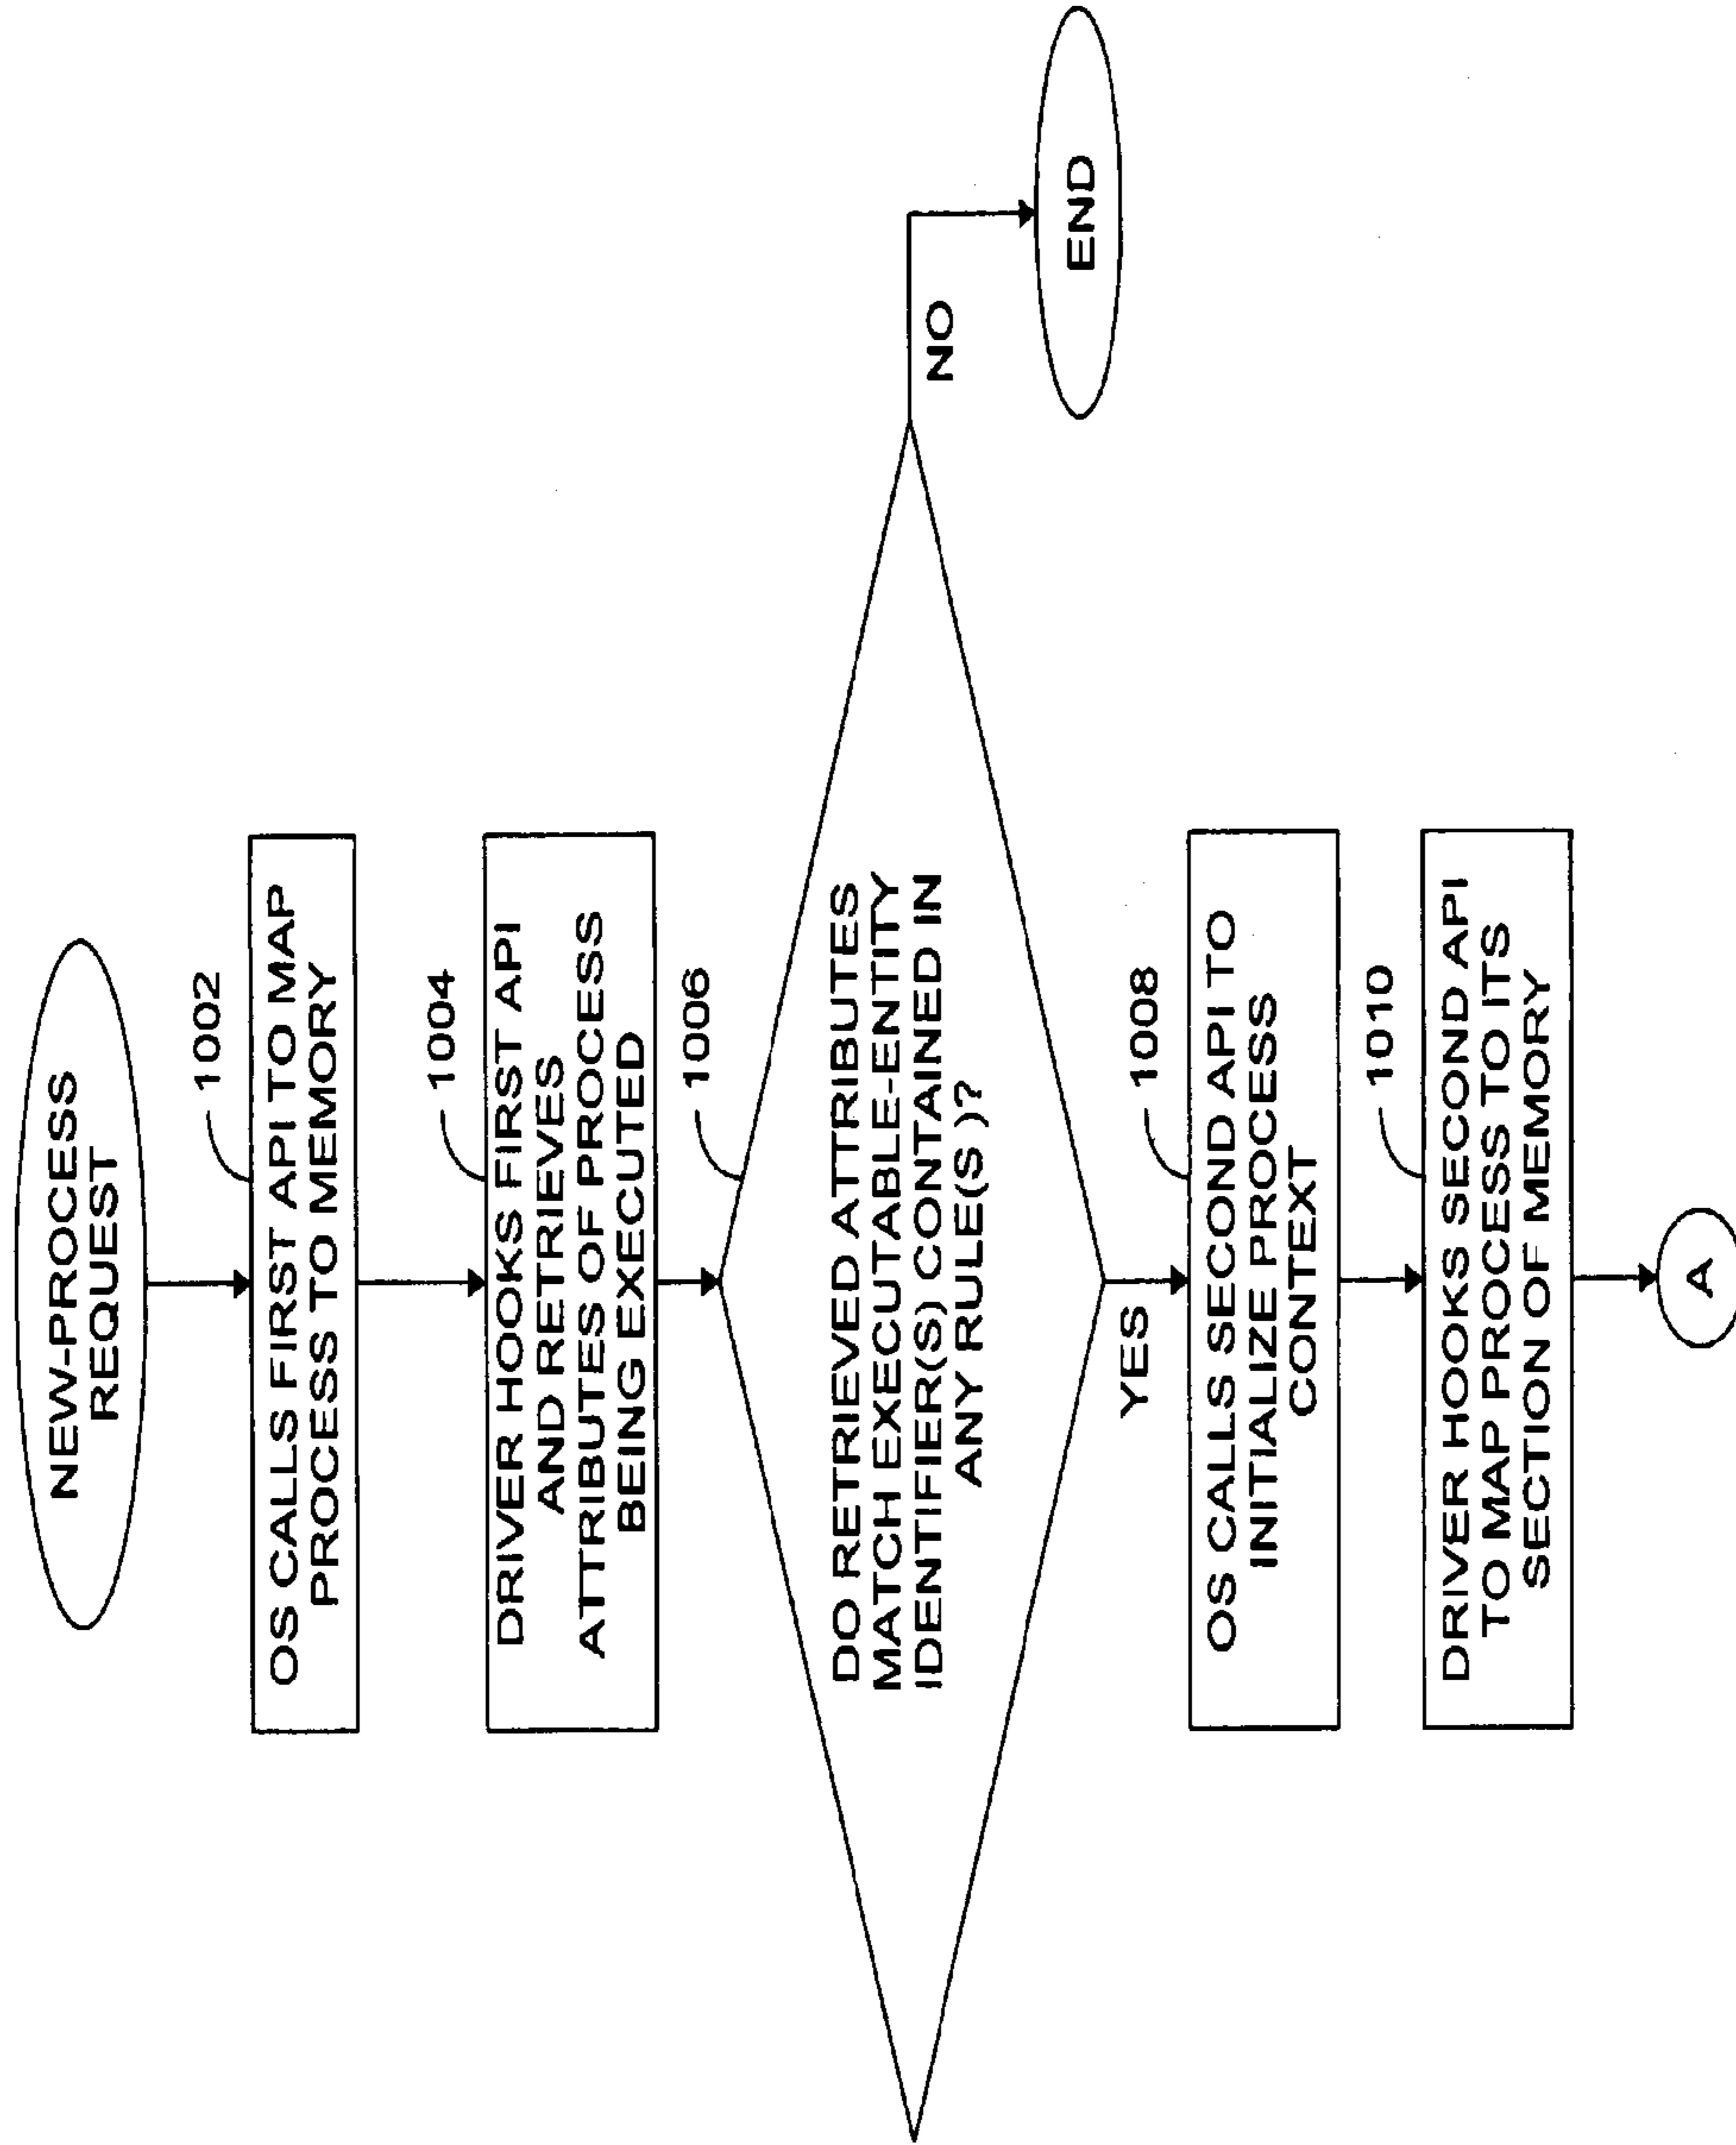 NEW-PROCESS
REQUEST
1002
OS CALLS FIRST API TO MAP
PROCESS TO MEMORY
1004
DRIVER HOOKS FIRST API
AND RETRIEVES
ATTRIBUTES OF PROCESS
BEING EXECUTED
1006
DO RETRIEVED ATTRIBUTES
MATCH EXECUTABLE-ENTITY
IDENTIFIER(S) CONTAINED IN
ANY RULE(S)?
NO
END
YES
1008
OS CALLS SECOND API TO
INITIALIZE PROCESS
CONTEXT
1010
DRIVER HOOKS SECOND API
TO MAP PROCESS TO ITS
SECTION OF MEMORY
A